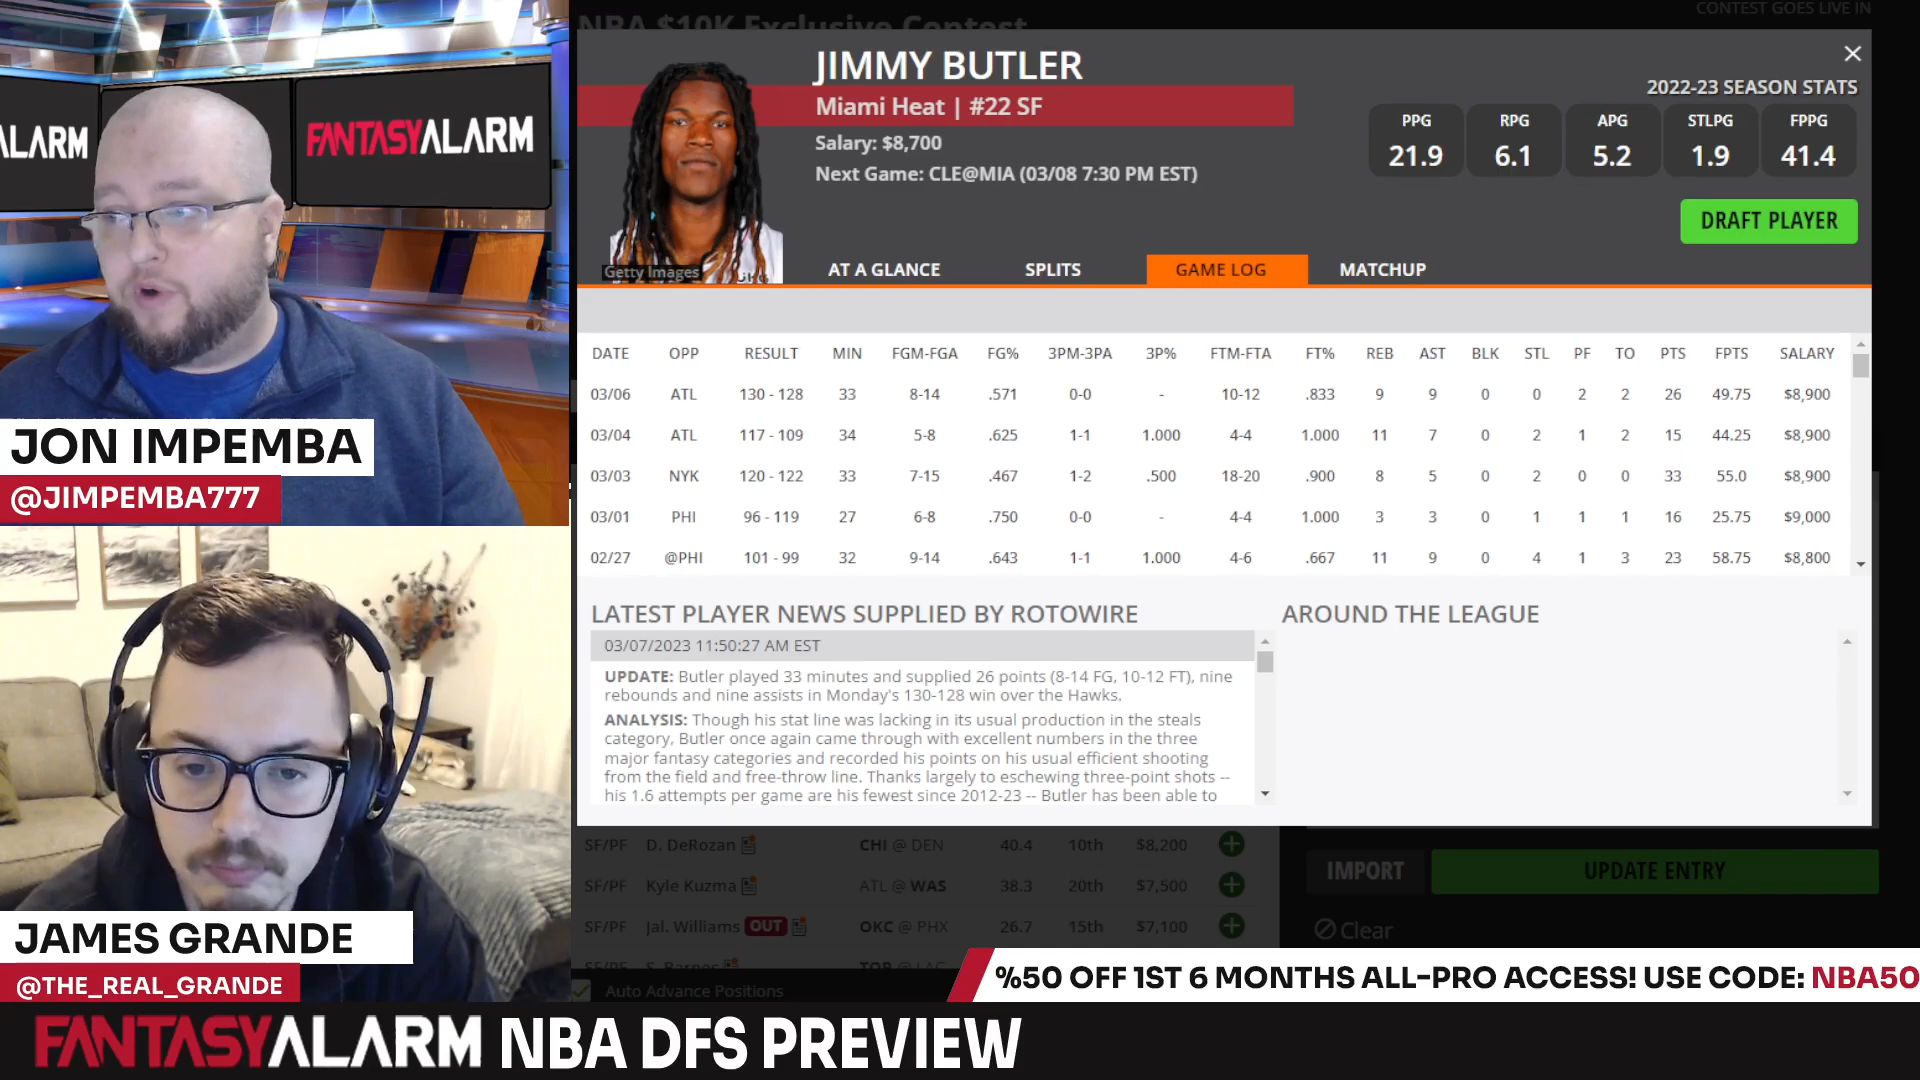 NBA $10K Exclusive Contest
CONTEST GOES LIVE IN
JIMMY BUTLER
Miami Heat | #22 SF
Salary: $8,700
Next Game: CLE@MIA (03/08 7:30 PM EST)
2022-23 SEASON STATS
PPG RPG APG STLPG FPPG
21.9 6.1 5.2 1.9 41.4
DRAFT PLAYER
Getty Images
AT A GLANCE SPLITS GAME LOG MATCHUP
DATE OPP RESULT MIN FGM-FGA FG% 3PM-3PA 3P% FTM-FTA FT% REB AST BLK STL PF TO PTS FPTS SALARY
03/06 ATL 130 - 128 33 8-14 .571 0-0 - 10-12 .833 9 9 0 0 2 2 26 49.75 $8,900
03/04 ATL 117 - 109 34 5-8 .625 1-1 1.000 4-4 1.000 11 7 0 2 1 2 15 44.25 $8,900
03/03 NYK 120 - 122 33 7-15 .467 1-2 .500 18-20 .900 8 5 0 2 0 0 33 55.0 $8,900
03/01 PHI 96 - 119 27 6-8 .750 0-0 - 4-4 1.000 3 3 0 1 1 1 16 25.75 $9,000
02/27 @PHI 101 - 99 32 9-14 .643 1-1 1.000 4-6 .667 11 9 0 4 1 3 23 58.75 $8,800
LATEST PLAYER NEWS SUPPLIED BY ROTOWIRE
AROUND THE LEAGUE
03/07/2023 11:50:27 AM EST
UPDATE: Butler played 33 minutes and supplied 26 points (8-14 FG, 10-12 FT), nine
rebounds and nine assists in Monday's 130-128 win over the Hawks.
ANALYSIS: Though his stat line was lacking in its usual production in the steals
category, Butler once again came through with excellent numbers in the three
major fantasy categories and recorded his points on his usual efficient shooting
from the field and free-throw line. Thanks largely to eschewing three-point shots --
his 1.6 attempts per game are his fewest since 2012-23 -- Butler has been able to
SF/PF D. DeRozan CHI @ DEN 40.4 10th $8,200
SF/PF Kyle Kuzma ATL @ WAS 38.3 20th $7,500
SF/PF Jal. Williams OUT OKC @ PHX 26.7 15th $7,100
SF/PF S. Barnes TOR @ LAC
Auto Advance Positions
IMPORT UPDATE ENTRY
Clear
ALARM
FANTASYALARM
JON IMPEMBA
@JIMPEMBA777
JAMES GRANDE
@THE_REAL_GRANDE
%50 OFF 1ST 6 MONTHS ALL-PRO ACCESS! USE CODE: NBA50
FANTASYALARM NBA DFS PREVIEW